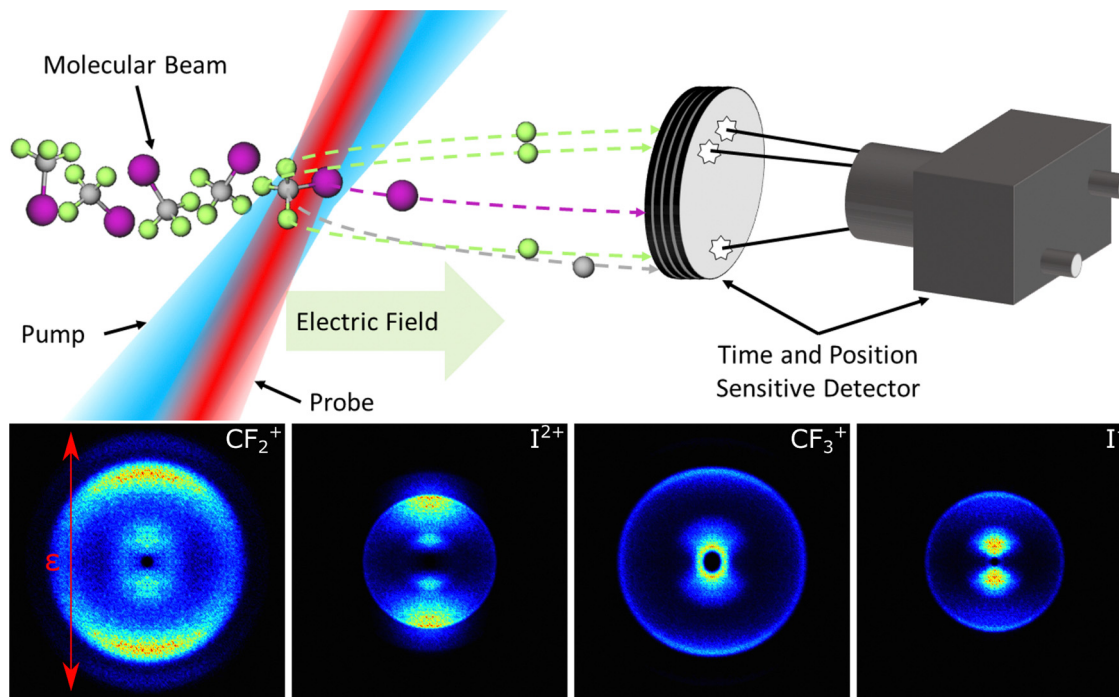 Molecular Beam
Pump
Electric Field
Probe
Time and Position
Sensitive Detector
CF₂⁺
I²⁺
CF₃⁺
I⁺
ε